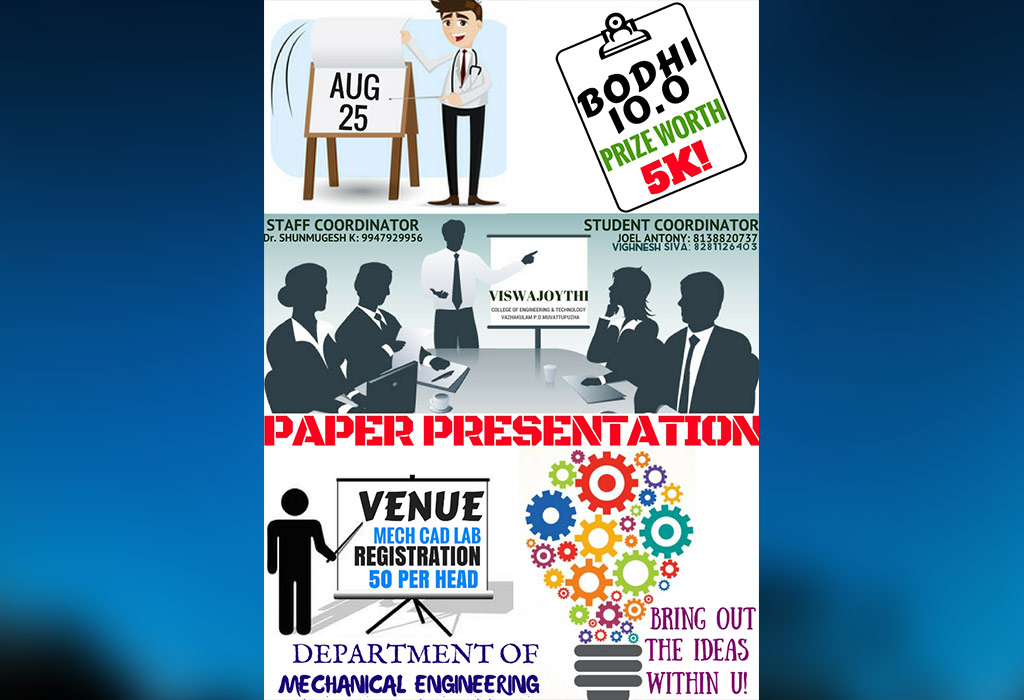 AUG
25
BODHI
10.0
PRIZE WORTH
5K!
STAFF COORDINATOR
Dr. SHUNMUGESH K: 9947929956
STUDENT COORDINATOR
JOEL ANTONY: 8138820737
VIGHNESH SIVA: 8281126403
VISWAJOYTHI
COLLEGE OF ENGINEERING & TECHNOLOGY
VAZHAKULAM P.O MUVATTUPUZHA
PAPER PRESENTATION
VENUE
MECH CAD LAB
REGISTRATION
50 PER HEAD
BRING OUT
THE IDEAS
WITHIN U!
DEPARTMENT OF
MECHANICAL ENGINEERING